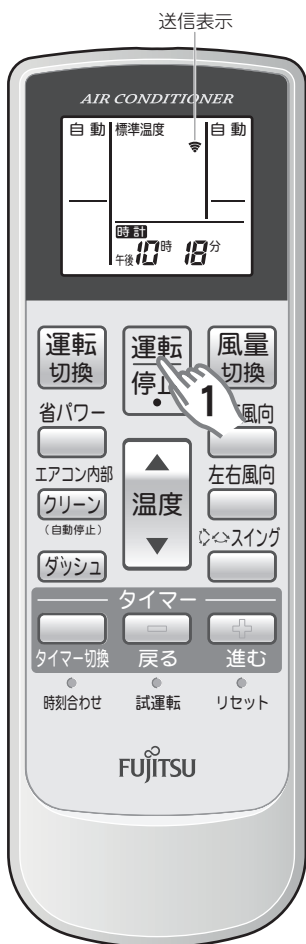 送信表示
AIR CONDITIONER
自動 標準温度 自動
時計
午後10時 18分
運転切換
運転停止
風量切換
1
省パワー
風向
エアコン内部
クリーン
(自動停止)
ダッシュ
温度
左右風向
スイング
タイマー
タイマー切換 戻る 進む
時刻合わせ 試運転 リセット
FUJITSU